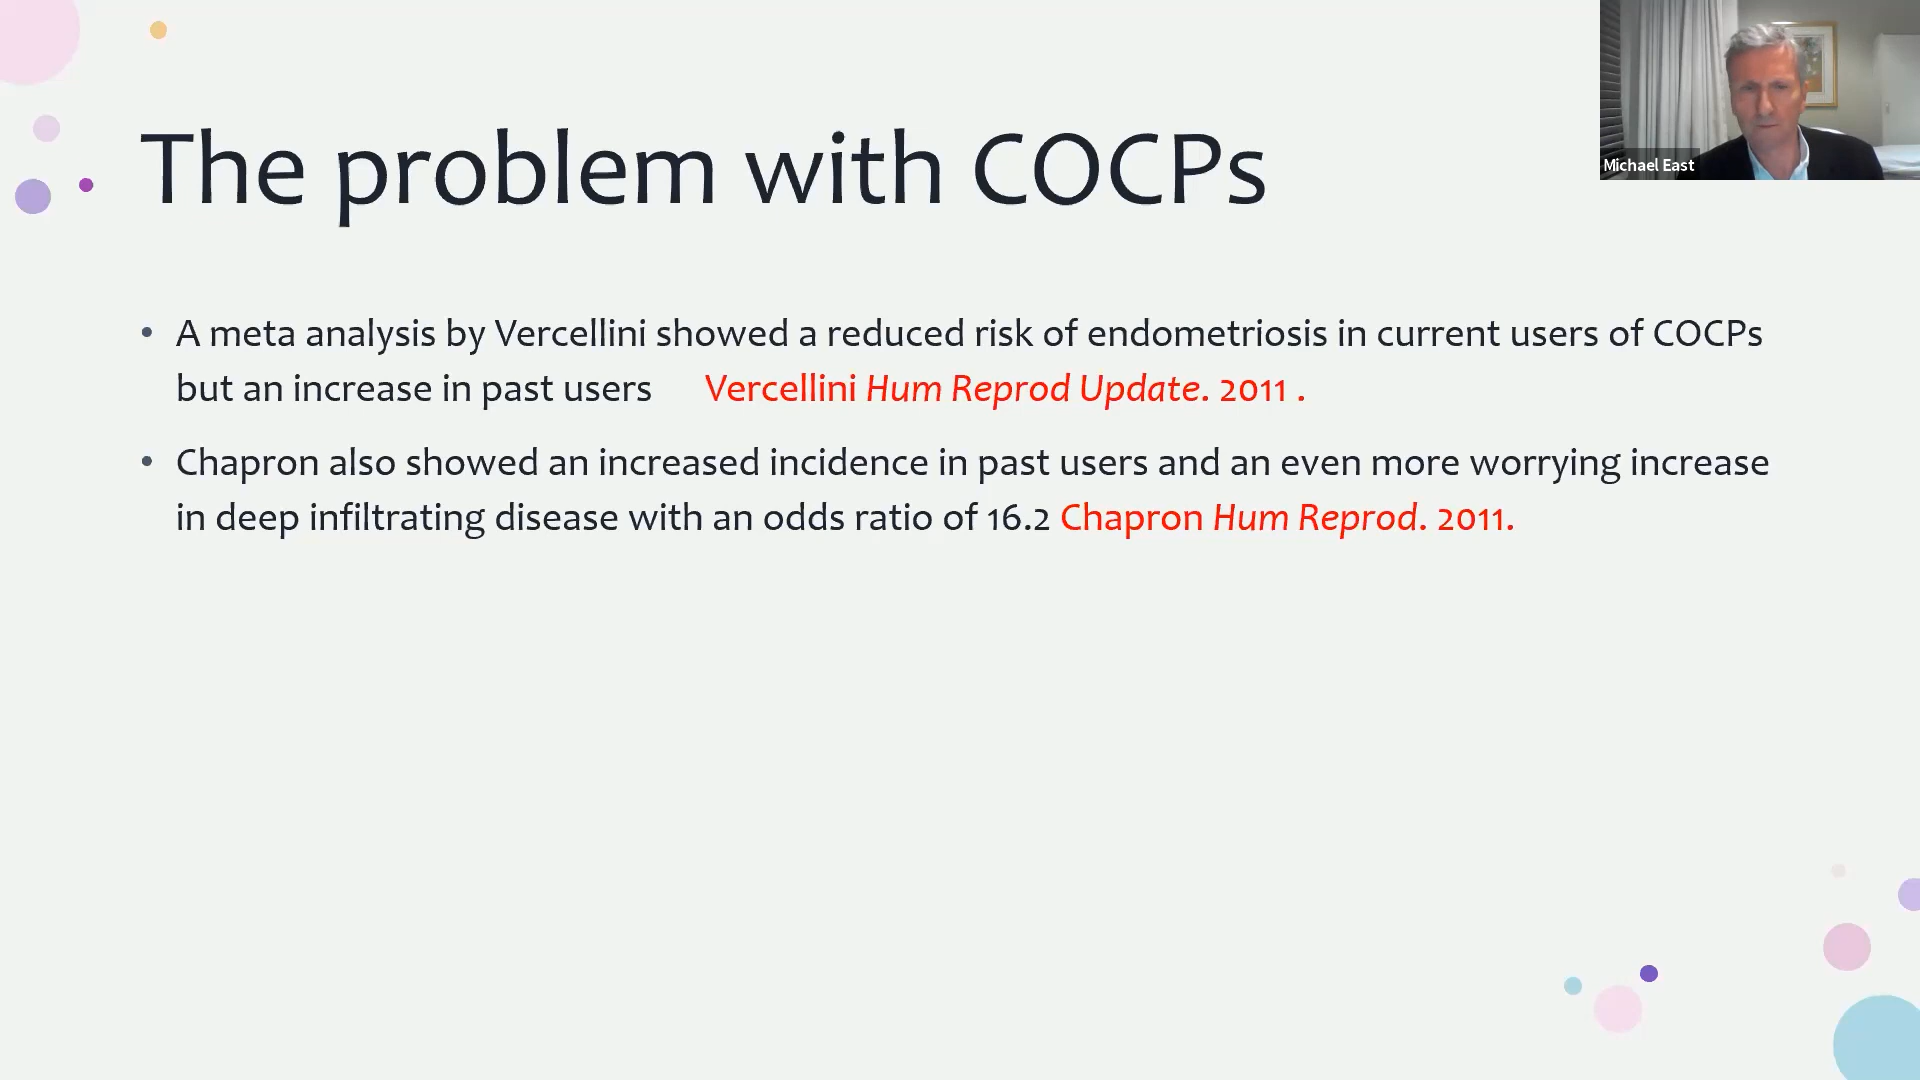 The problem with COCPs
Michael East
• A meta analysis by Vercellini showed a reduced risk of endometriosis in current users of COCPs
but an increase in past users Vercellini Hum Reprod Update. 2011 .
• Chapron also showed an increased incidence in past users and an even more worrying increase
in deep infiltrating disease with an odds ratio of 16.2 Chapron Hum Reprod. 2011.